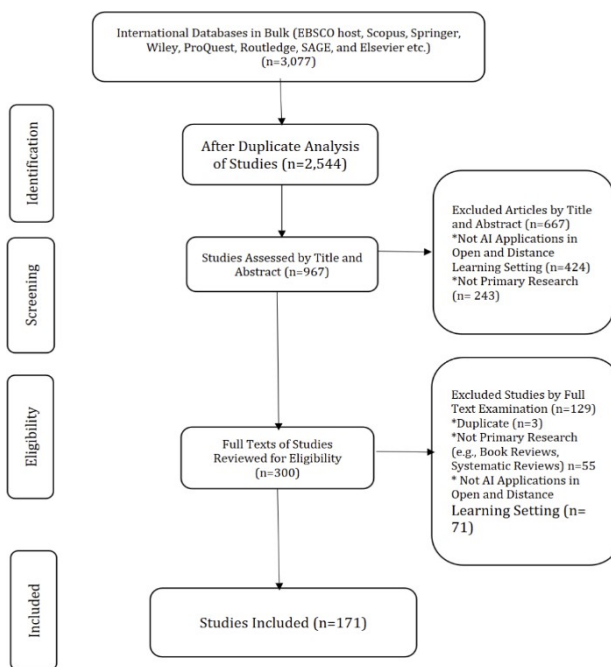 International Databases in Bulk (EBSCO host, Scopus, Springer,
Wiley, ProQuest, Routledge, SAGE, and Elsevier etc.)
(n=3,077)
Identification
After Duplicate Analysis
of Studies (n=2,544)
Screening
Studies Assessed by Title and
Abstract (n=967)
Excluded Articles by Title
and Abstract (n=667)
*Not AI Applications in
Open and Distance
Learning Setting (n=424)
*Not Primary Research
(n= 243)
Eligibility
Full Texts of Studies
Reviewed for Eligibility
(n=300)
Excluded Studies by Full
Text Examination (n=129)
*Duplicate (n=3)
*Not Primary Research
(e.g., Book Reviews,
Systematic Reviews) n=55
* Not AI Applications in
Open and Distance
Learning Setting (n=
71)
Included
Studies Included (n=171)